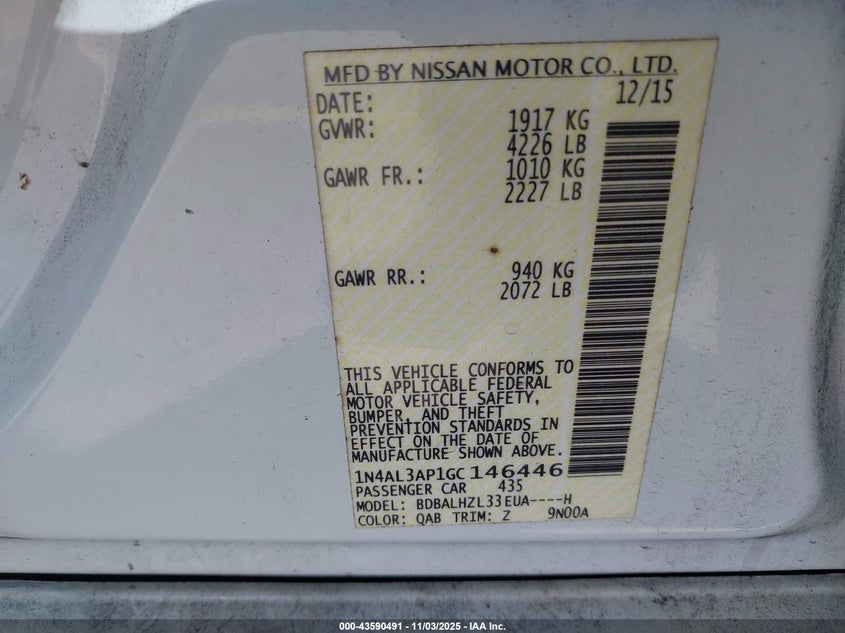 MFD BY NISSAN MOTOR CO., LTD.
DATE: 12/15
GVWR: 1917 KG
4226 LB
GAWR FR.: 1010 KG
2227 LB
GAWR RR.: 940 KG
2072 LB
THIS VEHICLE CONFORMS TO
ALL APPLICABLE FEDERAL
MOTOR VEHICLE SAFETY,
BUMPER, AND THEFT
PREVENTION STANDARDS IN
EFFECT ON THE DATE OF
MANUFACTURE SHOWN ABOVE.
1N4AL3AP1GC146446
PASSENGER CAR 435
MODEL: BDBALHZL33EUA----H
COLOR: QAB TRIM: Z 9N00A
000-43590491 - 11/03/2025 - IAA Inc.